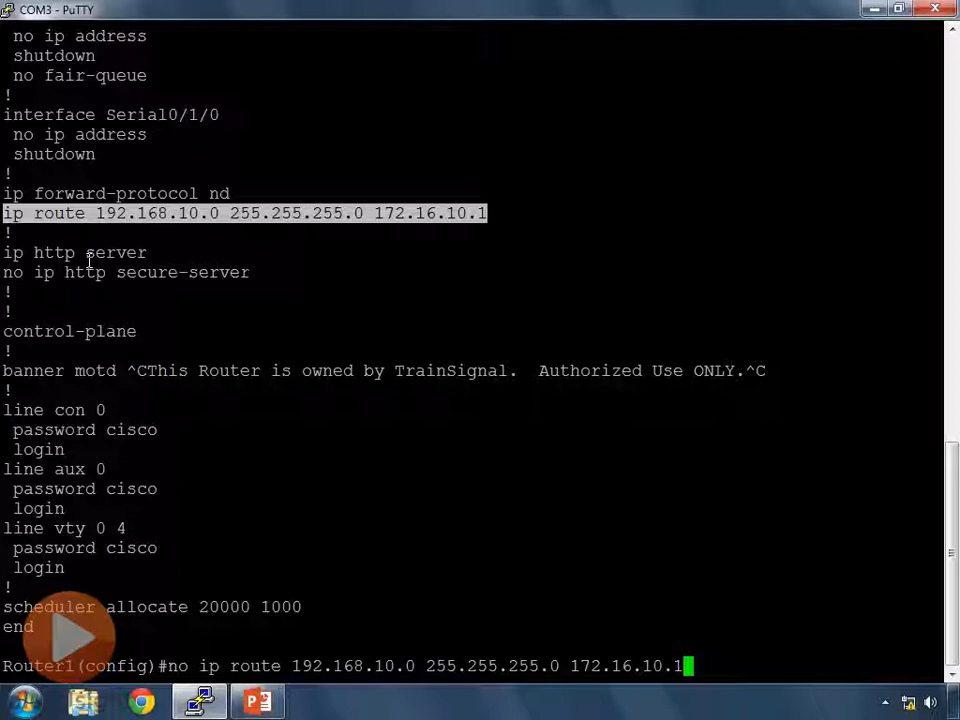 COM3 - PuTTY
no ip address
shutdown
no fair-queue
!
interface Serial0/1/0
no ip address
shutdown
!
ip forward-protocol nd
ip route 192.168.10.0 255.255.255.0 172.16.10.1
!
ip http server
no ip http secure-server
!
!
control-plane
!
banner motd ^CThis Router is owned by TrainSignal.  Authorized Use ONLY.^C
!
line con 0
password cisco
login
line aux 0
password cisco
login
line vty 0 4
password cisco
login
!
scheduler allocate 20000 1000
end
Router1(config)#no ip route 192.168.10.0 255.255.255.0 172.16.10.1